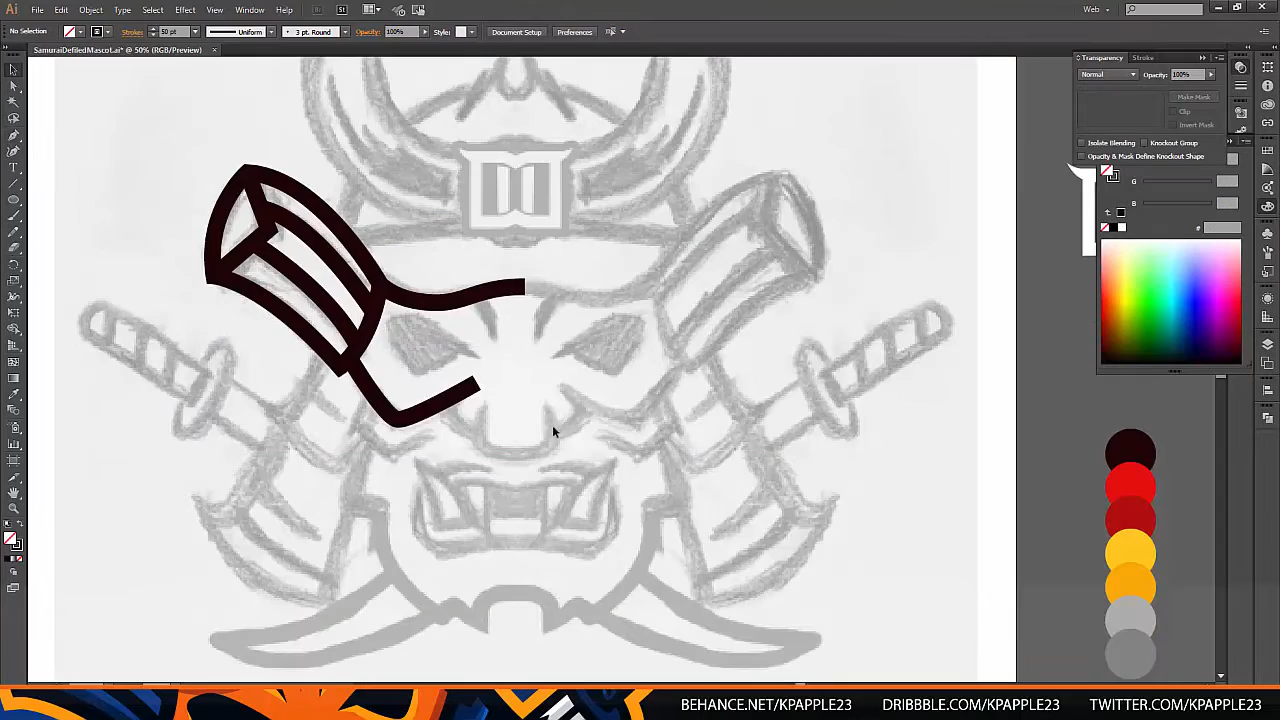 Ai File Edit Object Type Select Effect View Window Help Br St Web
No Selection Stroke: 50 pt Uniform 3 pt. Round Opacity: 100% Style: Document Setup Preferences
SamuraiDefiledMascot.ai* @ 50% (RGB/Preview) ×
Transparency Stroke
Normal Opacity: 100%
Make Mask
Clip
Invert Mask
Isolate Blending Knockout Group
Opacity & Mask Define Knockout Shape
G
B
#
BEHANCE.NET/KPAPPLE23 DRIBBBLE.COM/KPAPPLE23 TWITTER.COM/KPAPPLE23